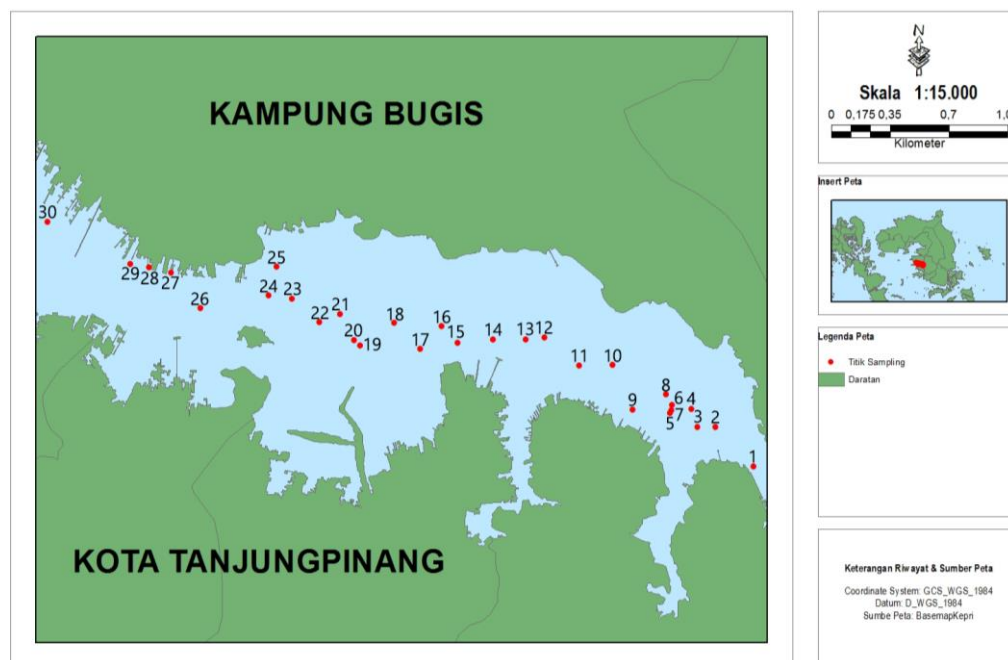 KAMPUNG BUGIS
30
29
28
27
26
25
24
23
22
21
20
19
18
17
16
15
14
13
12
11
10
9
8
6
7
5
4
3
2
1
KOTA TANJUNGPINANG
N
Skala 1:15.000
0 0,175 0,35 0,7 1,0
Kilometer
Insert Peta
Legenda Peta
Titik Sampling
Daratan
Keterangan Riwayat & Sumber Peta
Coordinate System: GCS_WGS_1984
Datum: D_WGS_1984
Sumbe Peta: BasemapKepri